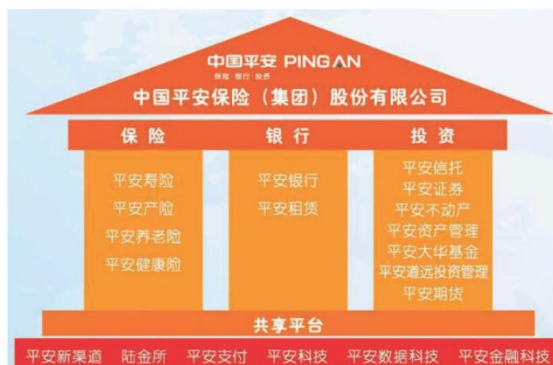 中国平安 PINGAN
保险·银行·投资
中国平安保险（集团）股份有限公司
保险 银行 投资
平安寿险
平安产险
平安养老险
平安健康险
平安银行
平安租赁
平安信托
平安证券
平安不动产
平安资产管理
平安大华基金
平安道远投资管理
平安期货
共享平台
平安新渠道 陆金所 平安支付 平安科技 平安数据科技 平安金融科技